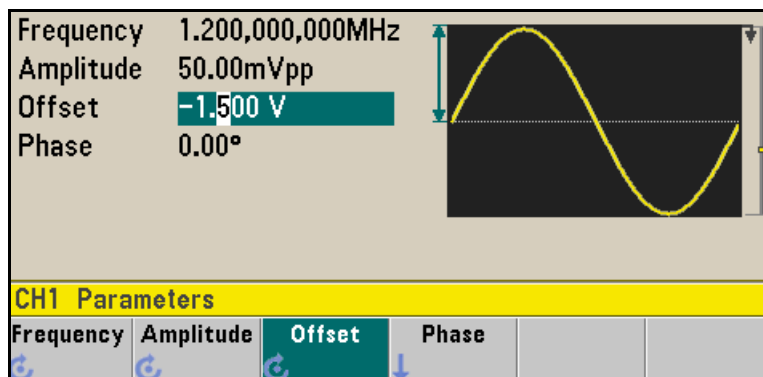 Frequency 1.200,000,000MHz
Amplitude 50.00mVpp
Offset -1.500 V
Phase 0.00°
CH1 Parameters
Frequency Amplitude Offset Phase